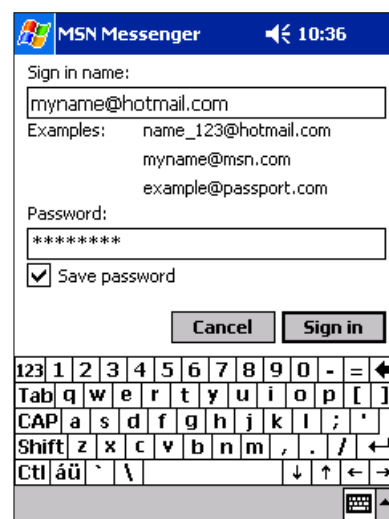 MSN Messenger 10:36
Sign in name:
myname@hotmail.com
Examples: name_123@hotmail.com
myname@msn.com
example@passport.com
Password:
********
Save password
Cancel Sign in
123 1 2 3 4 5 6 7 8 9 0 - = ←
Tab q w e r t y u i o p [ ]
CAP a s d f g h j k l ; '
Shift z x c v b n m , . / ↵
Ctl áü ` \ ↓ ↑ ← →